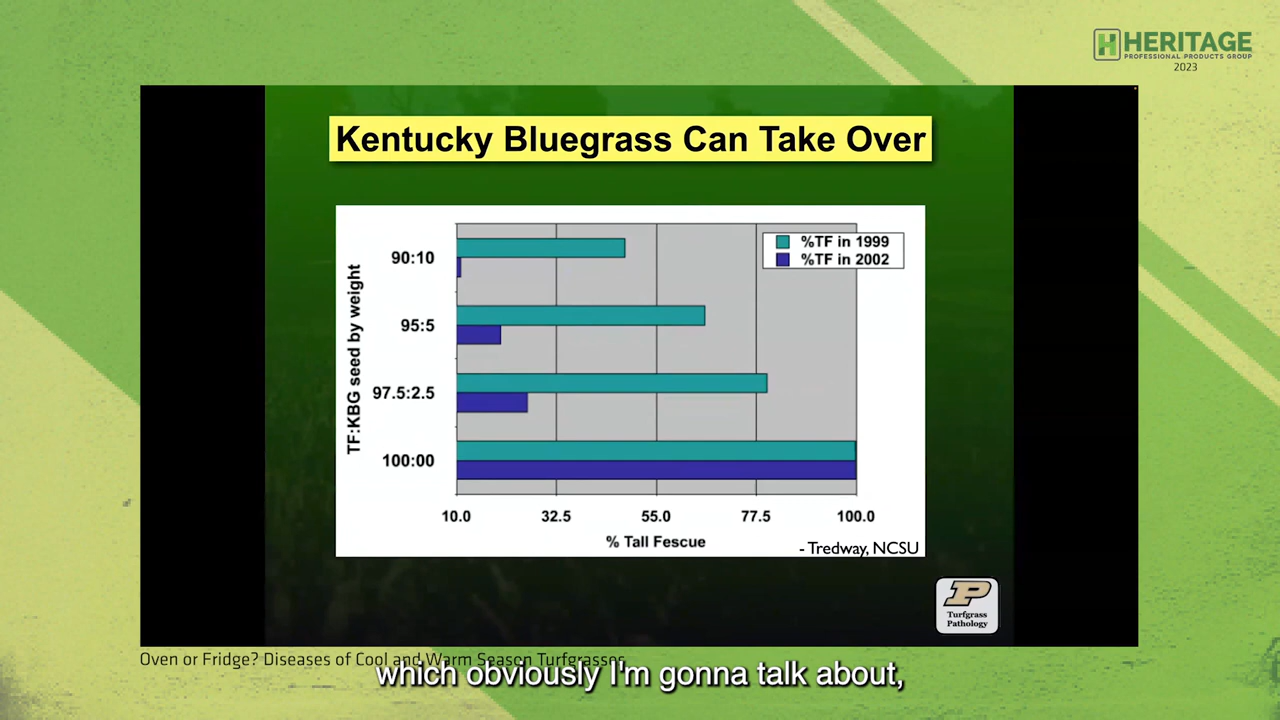 HERITAGE
PROFESSIONAL PRODUCTS GROUP
2023
Kentucky Bluegrass Can Take Over
%TF in 1999
%TF in 2002
TF:KBG seed by weight
90:10
95:5
97.5:2.5
100:00
10.0 32.5 55.0 77.5 100.0
% Tall Fescue
- Tredway, NCSU
P
Turfgrass
Pathology
Oven or Fridge? Diseases of Cool and Warm Season Turfgrasses
which obviously I'm gonna talk about,